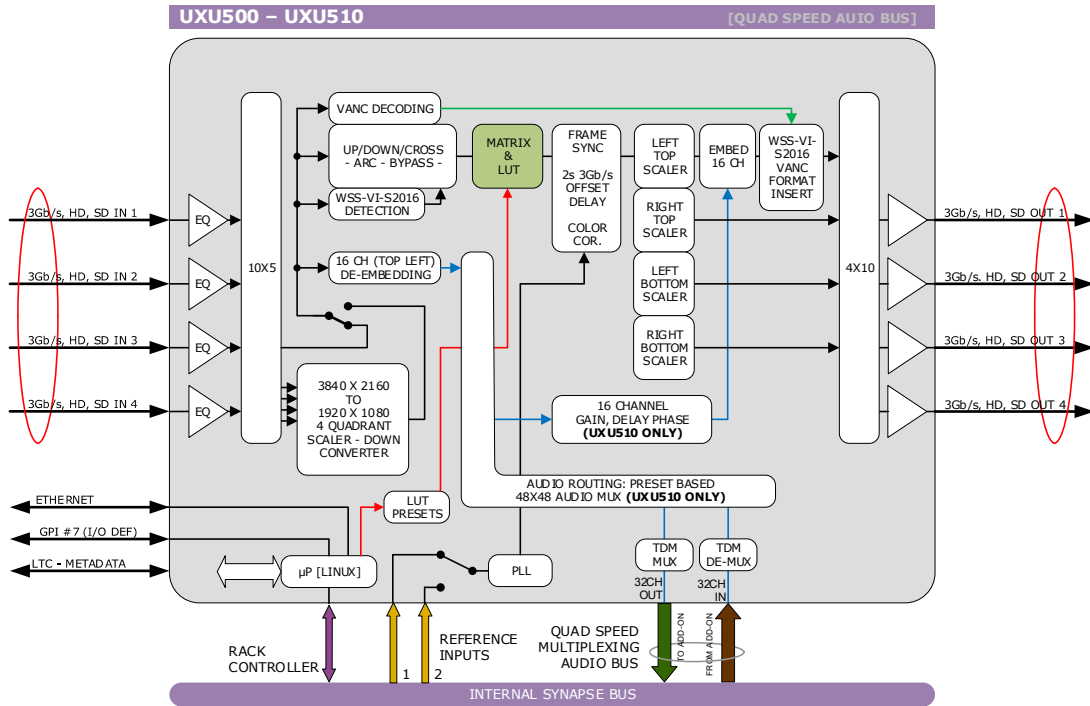 UXU500 – UXU510
[QUAD SPEED AUIO BUS]
VANC DECODING
UP/DOWN/CROSS
- ARC - BYPASS -
WSS-VI-S2016
DETECTION
16 CH (TOP LEFT)
DE-EMBEDDING
MATRIX
&
LUT
FRAME
SYNC
2s 3Gb/s
OFFSET
DELAY
COLOR
COR.
LEFT
TOP
SCALER
RIGHT
TOP
SCALER
LEFT
BOTTOM
SCALER
RIGHT
BOTTOM
SCALER
EMBED
16 CH
WSS-VI-
S2016
VANC
FORMAT
INSERT
3Gb/s, HD, SD IN 1
3Gb/s, HD, SD IN 2
3Gb/s, HD, SD IN 3
3Gb/s, HD, SD IN 4
EQ
EQ
EQ
EQ
10X5
4X10
3Gb/s, HD, SD OUT 1
3Gb/s, HD, SD OUT 2
3Gb/s, HD, SD OUT 3
3Gb/s, HD, SD OUT 4
3840 X 2160
TO
1920 X 1080
4 QUADRANT
SCALER - DOWN
CONVERTER
16 CHANNEL
GAIN, DELAY PHASE
(UXU510 ONLY)
AUDIO ROUTING: PRESET BASED
48X48 AUDIO MUX (UXU510 ONLY)
LUT
PRESETS
ETHERNET
GPI #7 (I/O DEF)
LTC - METADATA
µP [LINUX]
PLL
TDM
MUX
TDM
DE-MUX
32CH
OUT
32CH
IN
RACK
CONTROLLER
1
2
REFERENCE
INPUTS
QUAD SPEED
MULTIPLEXING
AUDIO BUS
TO ADD-ON
FROM ADD-ON
INTERNAL SYNAPSE BUS